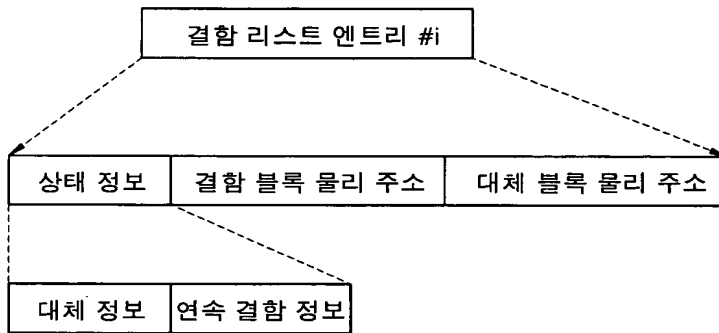 결함 리스트 엔트리 #i
상태 정보 결함 블록 물리 주소 대체 블록 물리 주소
대체 정보 연속 결함 정보